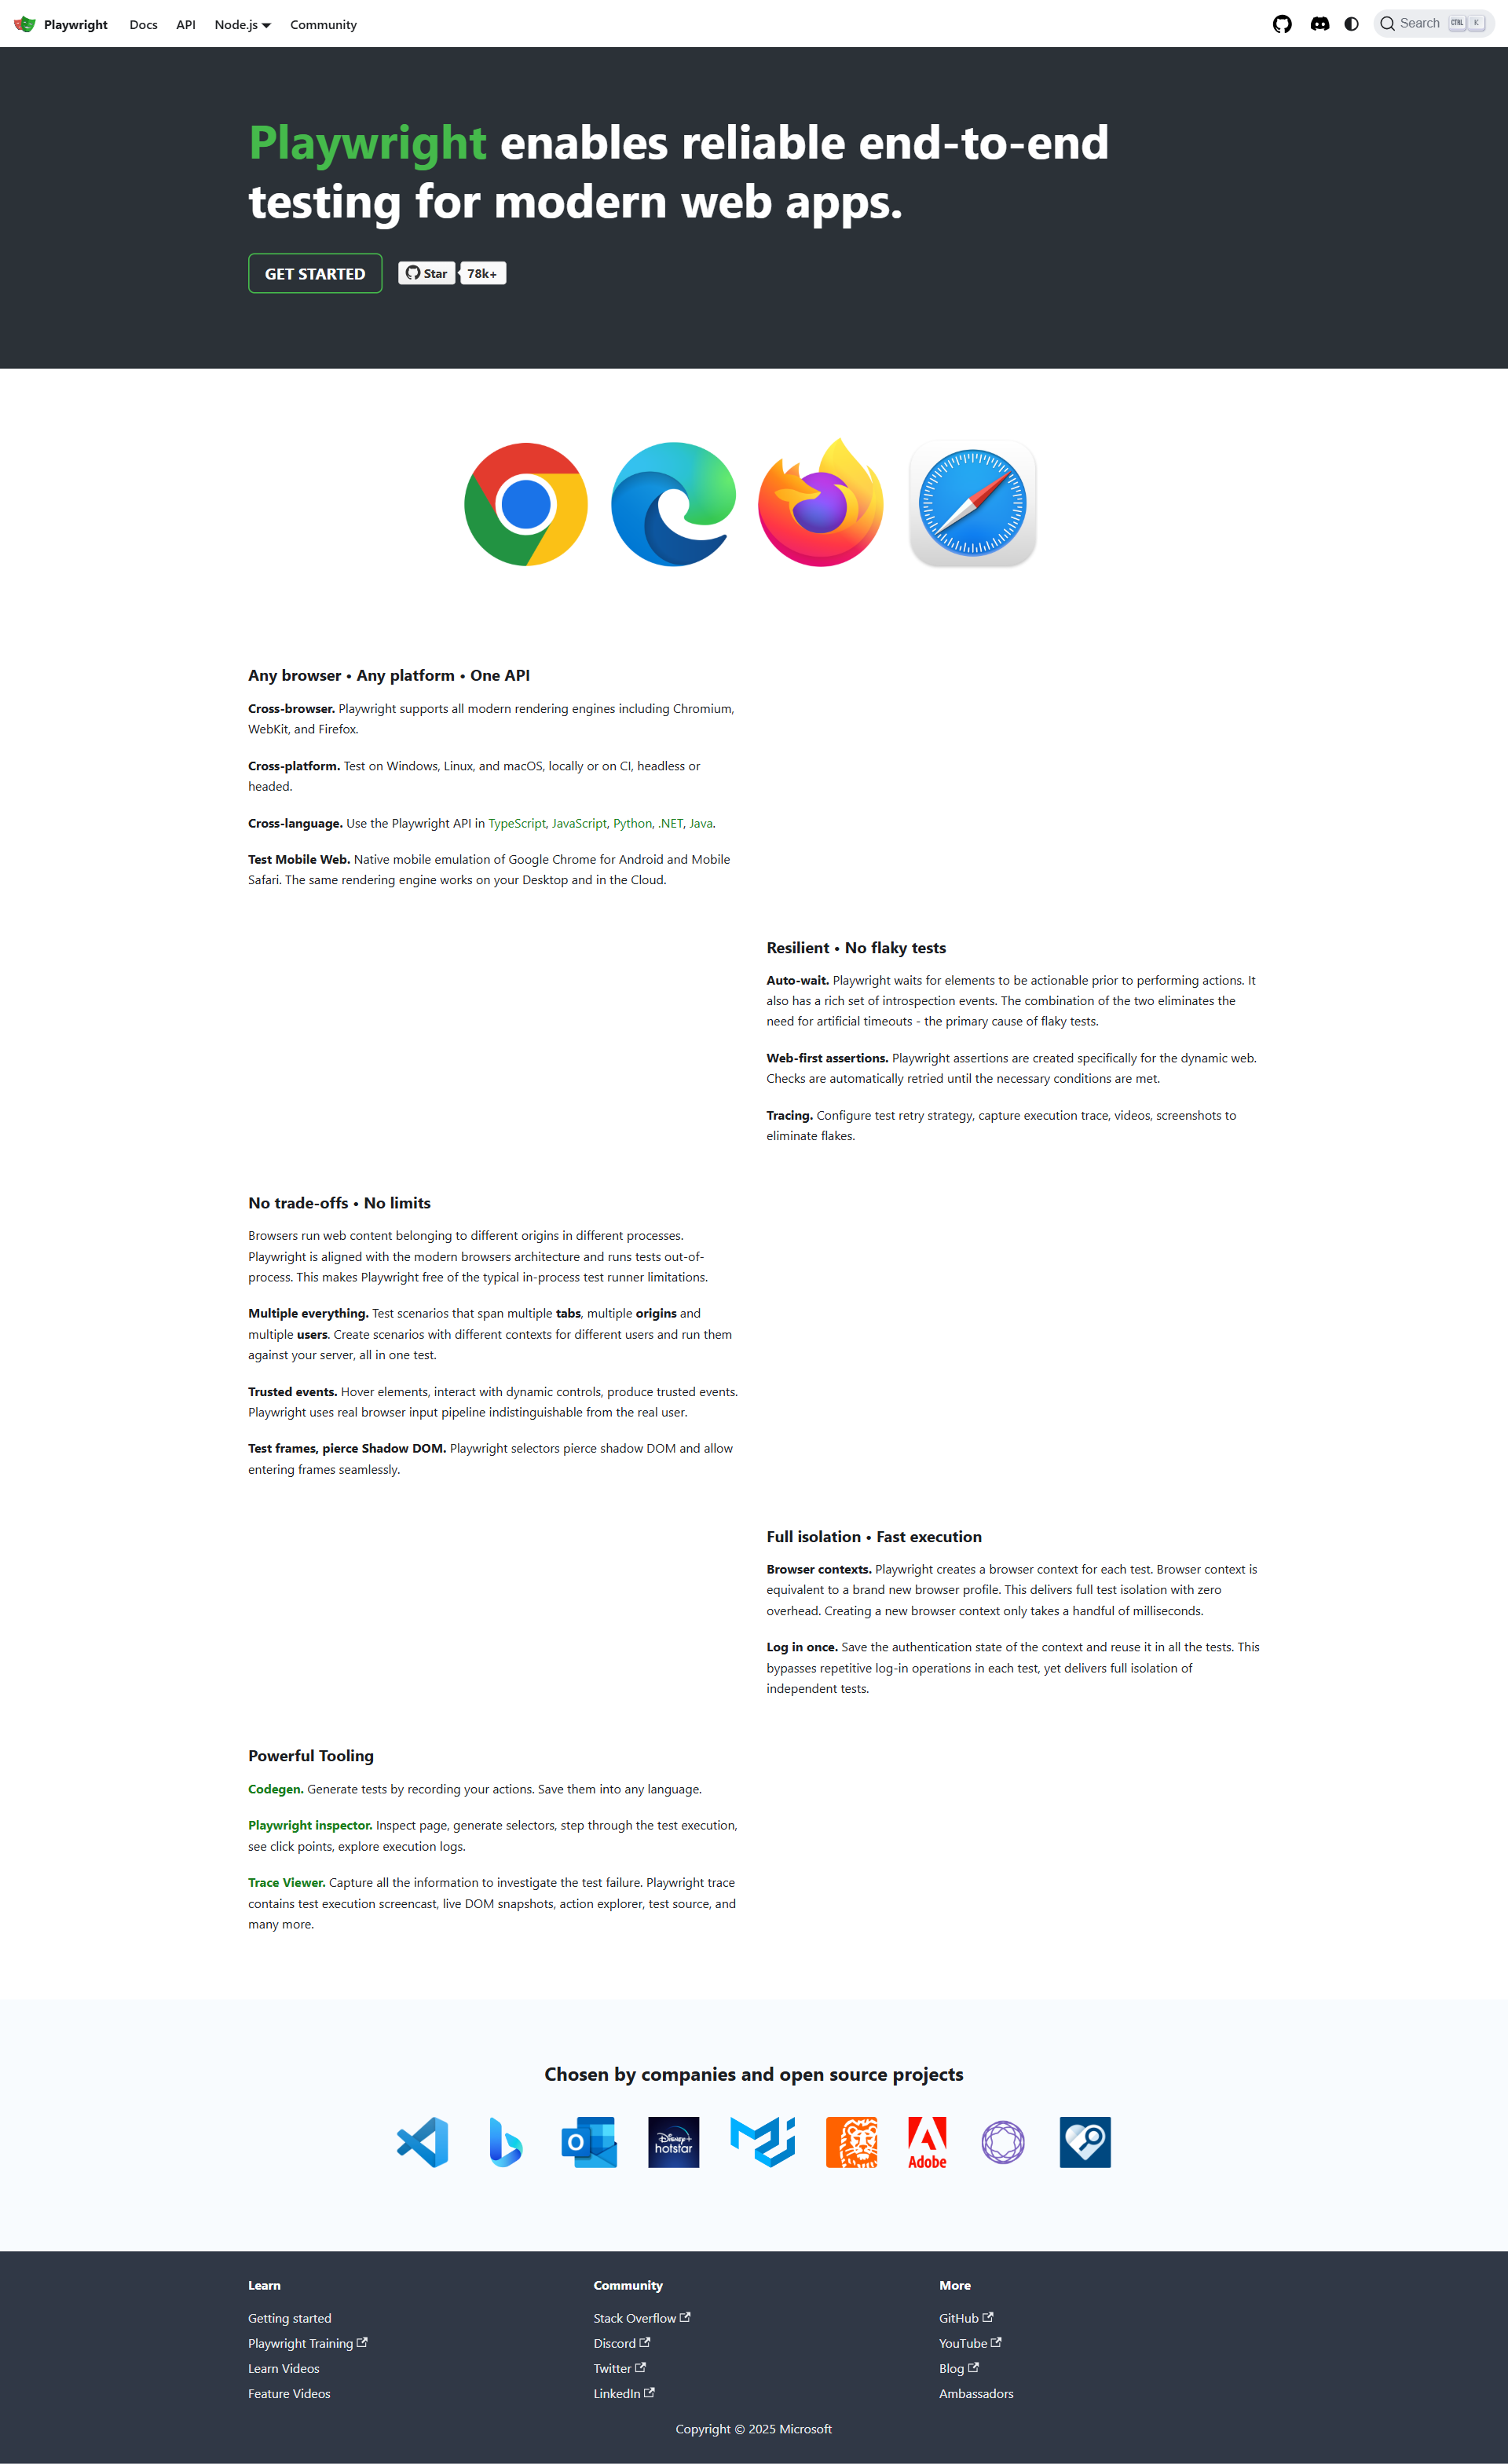 Playwright Docs API Node.js Community Search CTRL K
Playwright enables reliable end-to-end
testing for modern web apps.
GET STARTED Star 78k+
Any browser • Any platform • One API
Cross-browser. Playwright supports all modern rendering engines including Chromium,
WebKit, and Firefox.
Cross-platform. Test on Windows, Linux, and macOS, locally or on CI, headless or
headed.
Cross-language. Use the Playwright API in TypeScript, JavaScript, Python, .NET, Java.
Test Mobile Web. Native mobile emulation of Google Chrome for Android and Mobile
Safari. The same rendering engine works on your Desktop and in the Cloud.
Resilient • No flaky tests
Auto-wait. Playwright waits for elements to be actionable prior to performing actions. It
also has a rich set of introspection events. The combination of the two eliminates the
need for artificial timeouts - the primary cause of flaky tests.
Web-first assertions. Playwright assertions are created specifically for the dynamic web.
Checks are automatically retried until the necessary conditions are met.
Tracing. Configure test retry strategy, capture execution trace, videos, screenshots to
eliminate flakes.
No trade-offs • No limits
Browsers run web content belonging to different origins in different processes.
Playwright is aligned with the modern browsers architecture and runs tests out-of-
process. This makes Playwright free of the typical in-process test runner limitations.
Multiple everything. Test scenarios that span multiple tabs, multiple origins and
multiple users. Create scenarios with different contexts for different users and run them
against your server, all in one test.
Trusted events. Hover elements, interact with dynamic controls, produce trusted events.
Playwright uses real browser input pipeline indistinguishable from the real user.
Test frames, pierce Shadow DOM. Playwright selectors pierce shadow DOM and allow
entering frames seamlessly.
Full isolation • Fast execution
Browser contexts. Playwright creates a browser context for each test. Browser context is
equivalent to a brand new browser profile. This delivers full test isolation with zero
overhead. Creating a new browser context only takes a handful of milliseconds.
Log in once. Save the authentication state of the context and reuse it in all the tests. This
bypasses repetitive log-in operations in each test, yet delivers full isolation of
independent tests.
Powerful Tooling
Codegen. Generate tests by recording your actions. Save them into any language.
Playwright inspector. Inspect page, generate selectors, step through the test execution,
see click points, explore execution logs.
Trace Viewer. Capture all the information to investigate the test failure. Playwright trace
contains test execution screencast, live DOM snapshots, action explorer, test source, and
many more.
Chosen by companies and open source projects
O
Disney+
hotstar
Adobe
Learn
Getting started
Playwright Training
Learn Videos
Feature Videos
Community
Stack Overflow
Discord
Twitter
LinkedIn
More
GitHub
YouTube
Blog
Ambassadors
Copyright © 2025 Microsoft